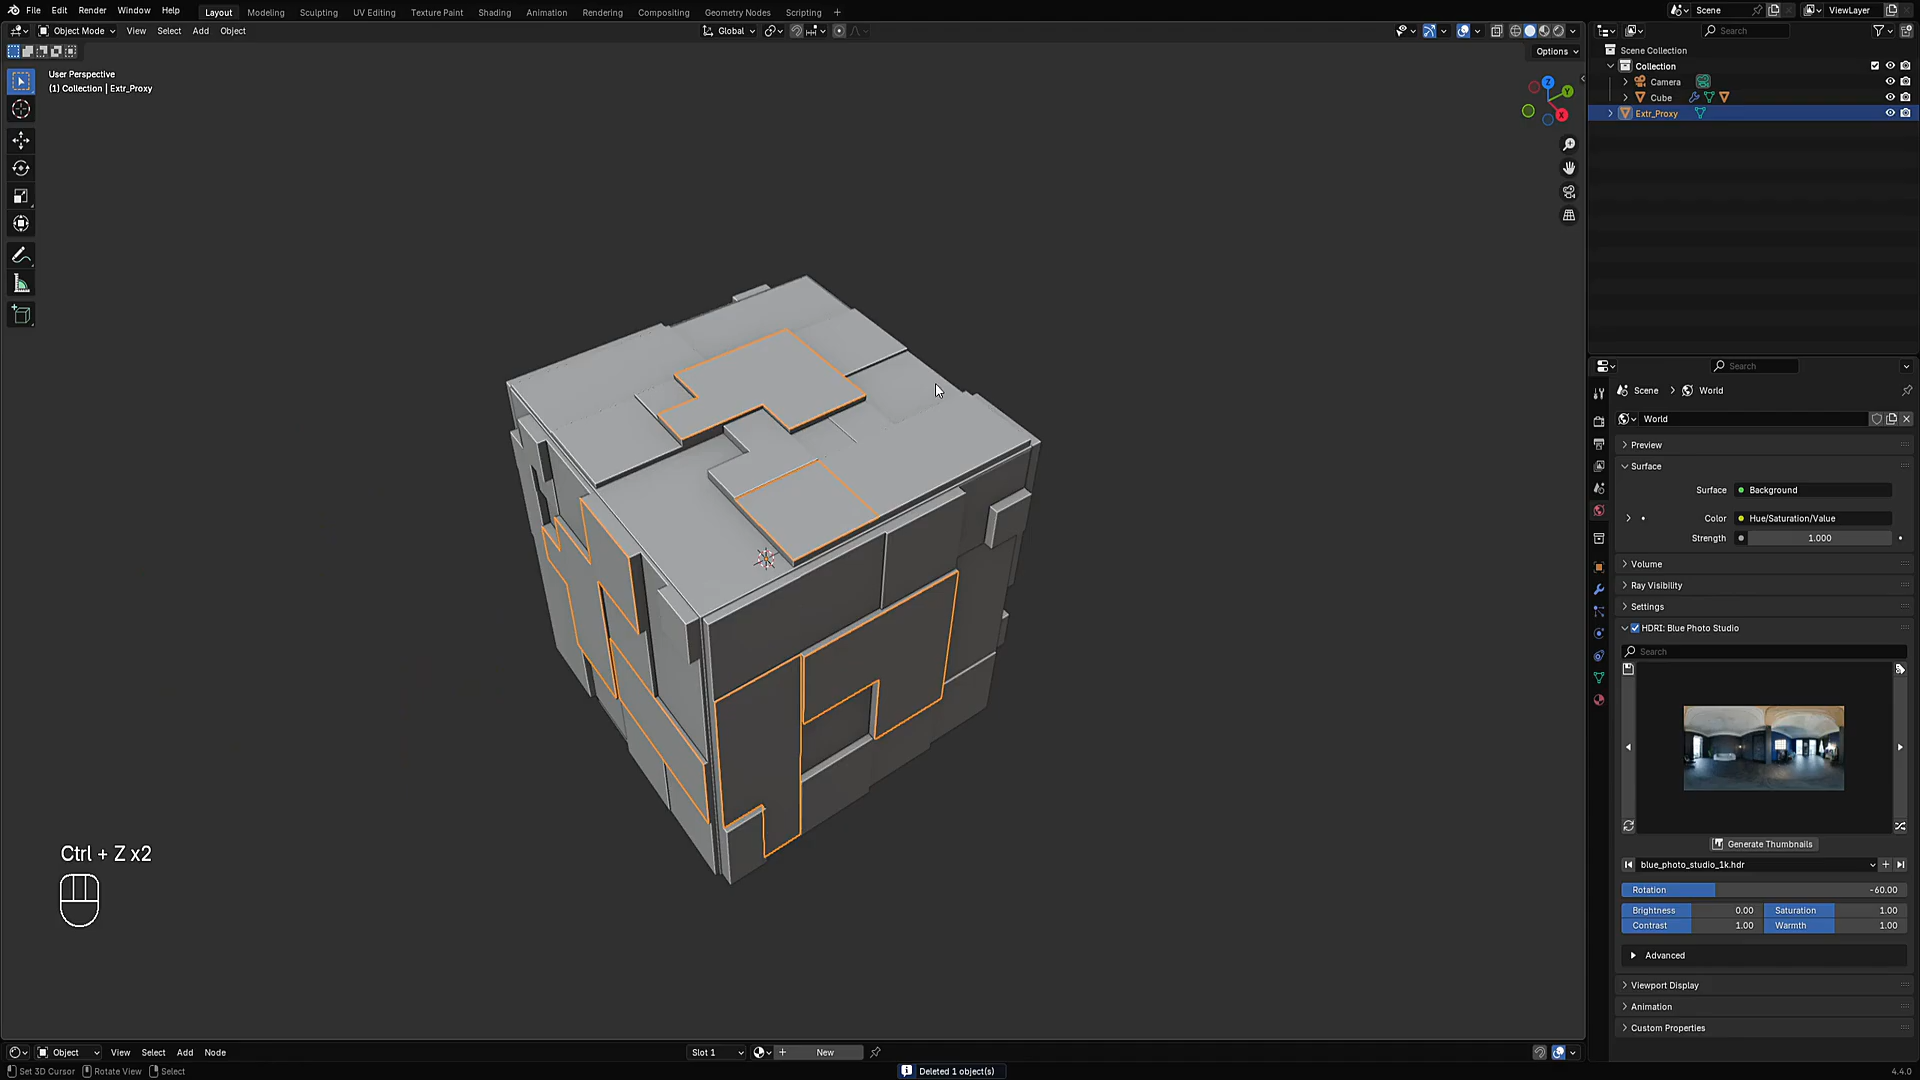 File Edit Render Window Help Layout Modeling Sculpting UV Editing Texture Paint Shading Animation Rendering Compositing Geometry Nodes Scripting + Scene ViewLayer
Object Mode View Select Add Object Global Search
Options
User Perspective
(1) Collection | Extr_Proxy
Z
Y
X
Scene Collection
Collection
Camera
Cube
Extr_Proxy
Search
Scene > World
World
Preview
Surface
Surface Background
Color Hue/Saturation/Value
Strength 1.000
Volume
Ray Visibility
Settings
HDRI: Blue Photo Studio
Search
Generate Thumbnails
blue_photo_studio_1k.hdr
Rotation -60.00
Brightness 0.00 Saturation 1.00
Contrast 1.00 Warmth 1.00
Advanced
Viewport Display
Animation
Custom Properties
Ctrl + Z x2
Object View Select Add Node Slot 1 New
Set 3D Cursor Rotate View Select Deleted 1 object(s) 4.4.0